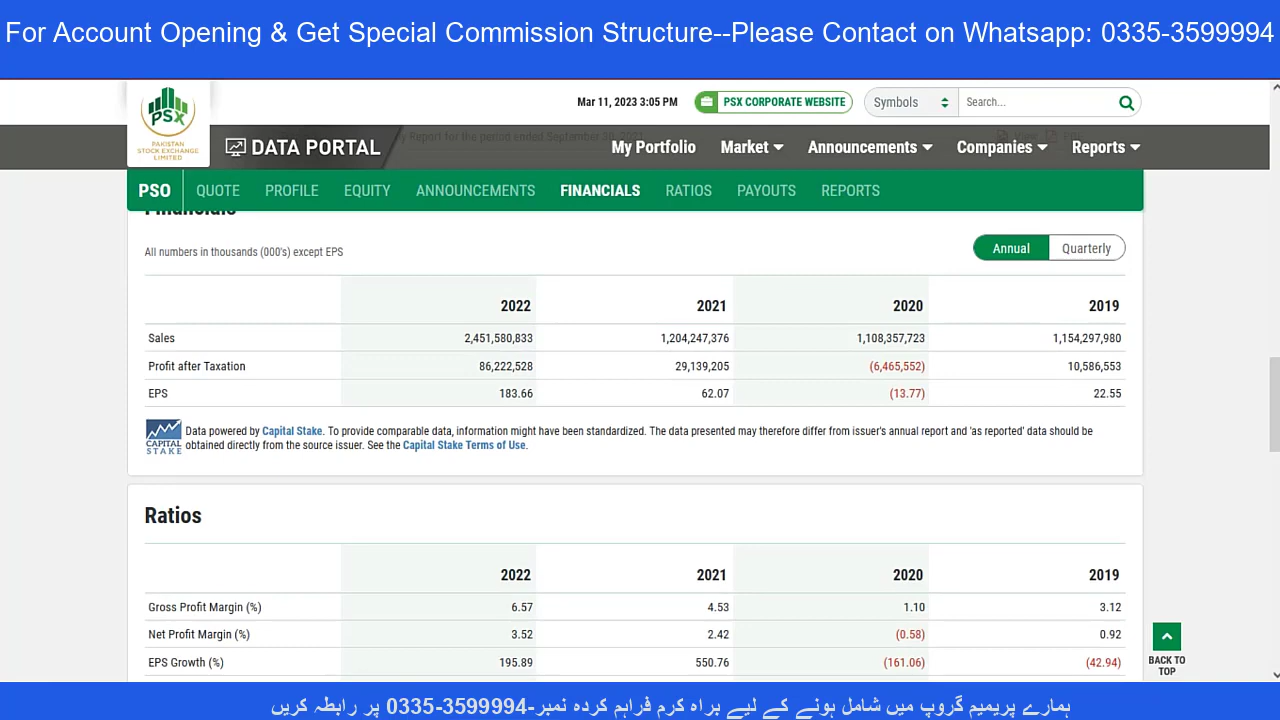 For Account Opening & Get Special Commission Structure--Please Contact on Whatsapp: 0335-3599994
Mar 11, 2023 3:05 PM PSX CORPORATE WEBSITE Symbols Search...
PSX
PAKISTAN
STOCK EXCHANGE
LIMITED
Report for the period ended September 30, 2021
DATA PORTAL My Portfolio Market Announcements Companies Reports
PSO QUOTE PROFILE EQUITY ANNOUNCEMENTS FINANCIALS RATIOS PAYOUTS REPORTS
Financials
All numbers in thousands (000's) except EPS Annual Quarterly
2022 2021 2020 2019
Sales 2,451,580,833 1,204,247,376 1,108,357,723 1,154,297,980
Profit after Taxation 86,222,528 29,139,205 (6,465,552) 10,586,553
EPS 183.66 62.07 (13.77) 22.55
CAPITAL
STAKE
Data powered by Capital Stake. To provide comparable data, information might have been standardized. The data presented may therefore differ from issuer's annual report and 'as reported' data should be
obtained directly from the source issuer. See the Capital Stake Terms of Use.
Ratios
2022 2021 2020 2019
Gross Profit Margin (%) 6.57 4.53 1.10 3.12
Net Profit Margin (%) 3.52 2.42 (0.58) 0.92
EPS Growth (%) 195.89 550.76 (161.06) (42.94)
BACK TO
TOP
ہمارے پریمیم گروپ میں شامل ہونے کے لیے براہ کرم فراہم کردہ نمبر-0335-3599994 پر رابطہ کریں